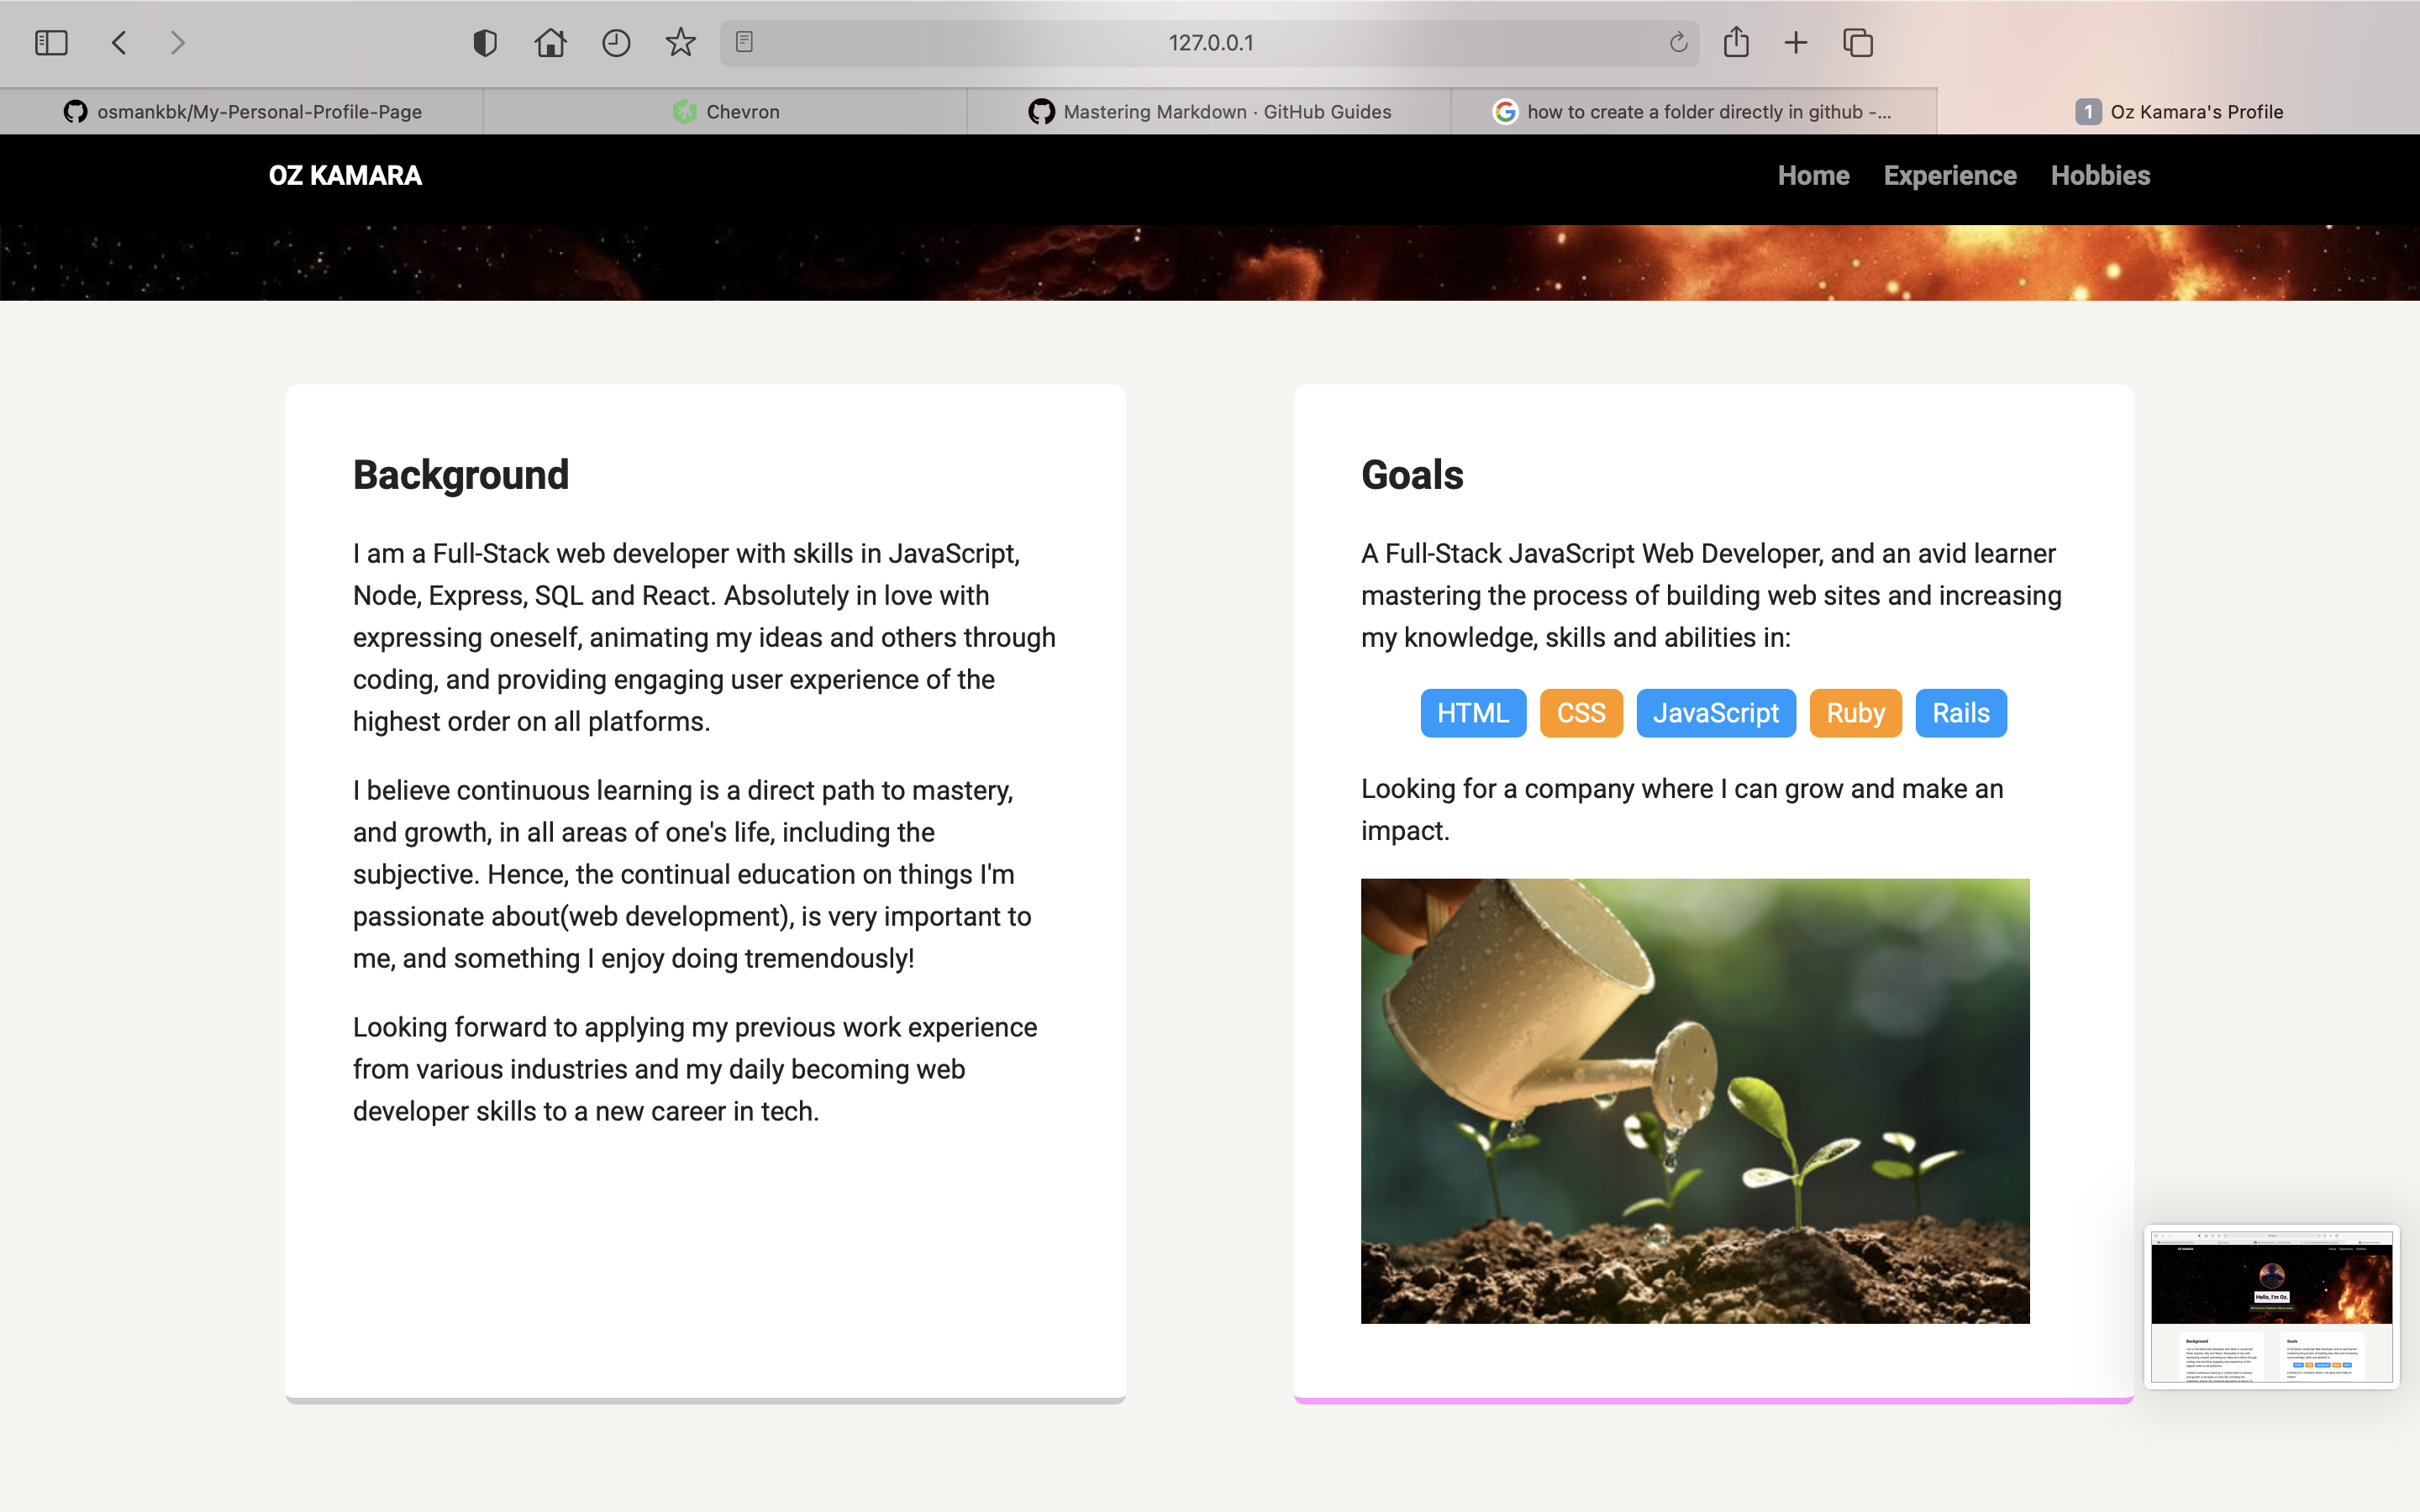 127.0.0.1
osmankbk/My-Personal-Profile-Page
Chevron
Mastering Markdown · GitHub Guides
how to create a folder directly in github -...
1 Oz Kamara's Profile
OZ KAMARA
Home Experience Hobbies
Background
I am a Full-Stack web developer with skills in JavaScript,
Node, Express, SQL and React. Absolutely in love with
expressing oneself, animating my ideas and others through
coding, and providing engaging user experience of the
highest order on all platforms.
I believe continuous learning is a direct path to mastery,
and growth, in all areas of one's life, including the
subjective. Hence, the continual education on things I'm
passionate about(web development), is very important to
me, and something I enjoy doing tremendously!
Looking forward to applying my previous work experience
from various industries and my daily becoming web
developer skills to a new career in tech.
Goals
A Full-Stack JavaScript Web Developer, and an avid learner
mastering the process of building web sites and increasing
my knowledge, skills and abilities in:
HTML CSS JavaScript Ruby Rails
Looking for a company where I can grow and make an
impact.
Hello, I'm Oz.
Background
Goals